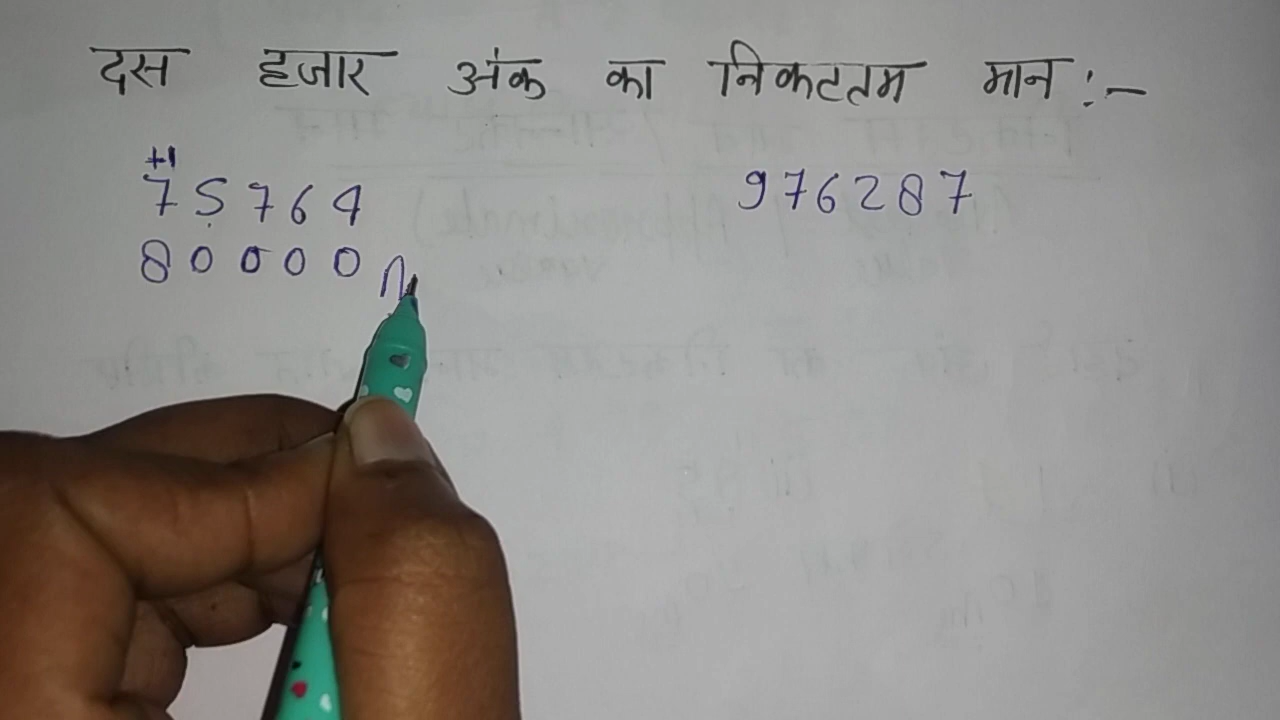 दस हजार अंक का निकटतम मान :-
+1
75764 976287
80000